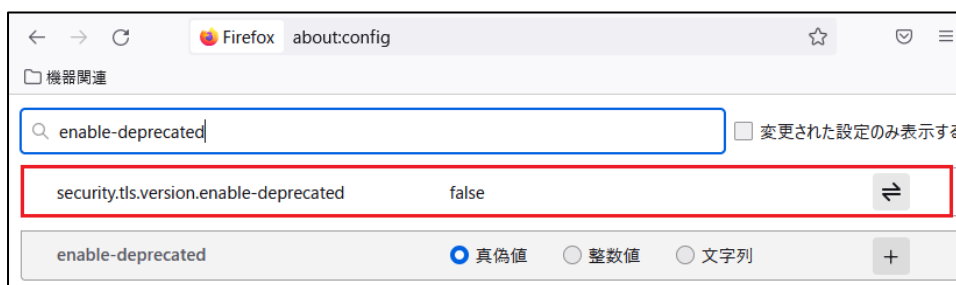 Firefox about:config
機器関連
enable-deprecated
変更された設定のみ表示する
security.tls.version.enable-deprecated false
enable-deprecated 真偽値 整数値 文字列